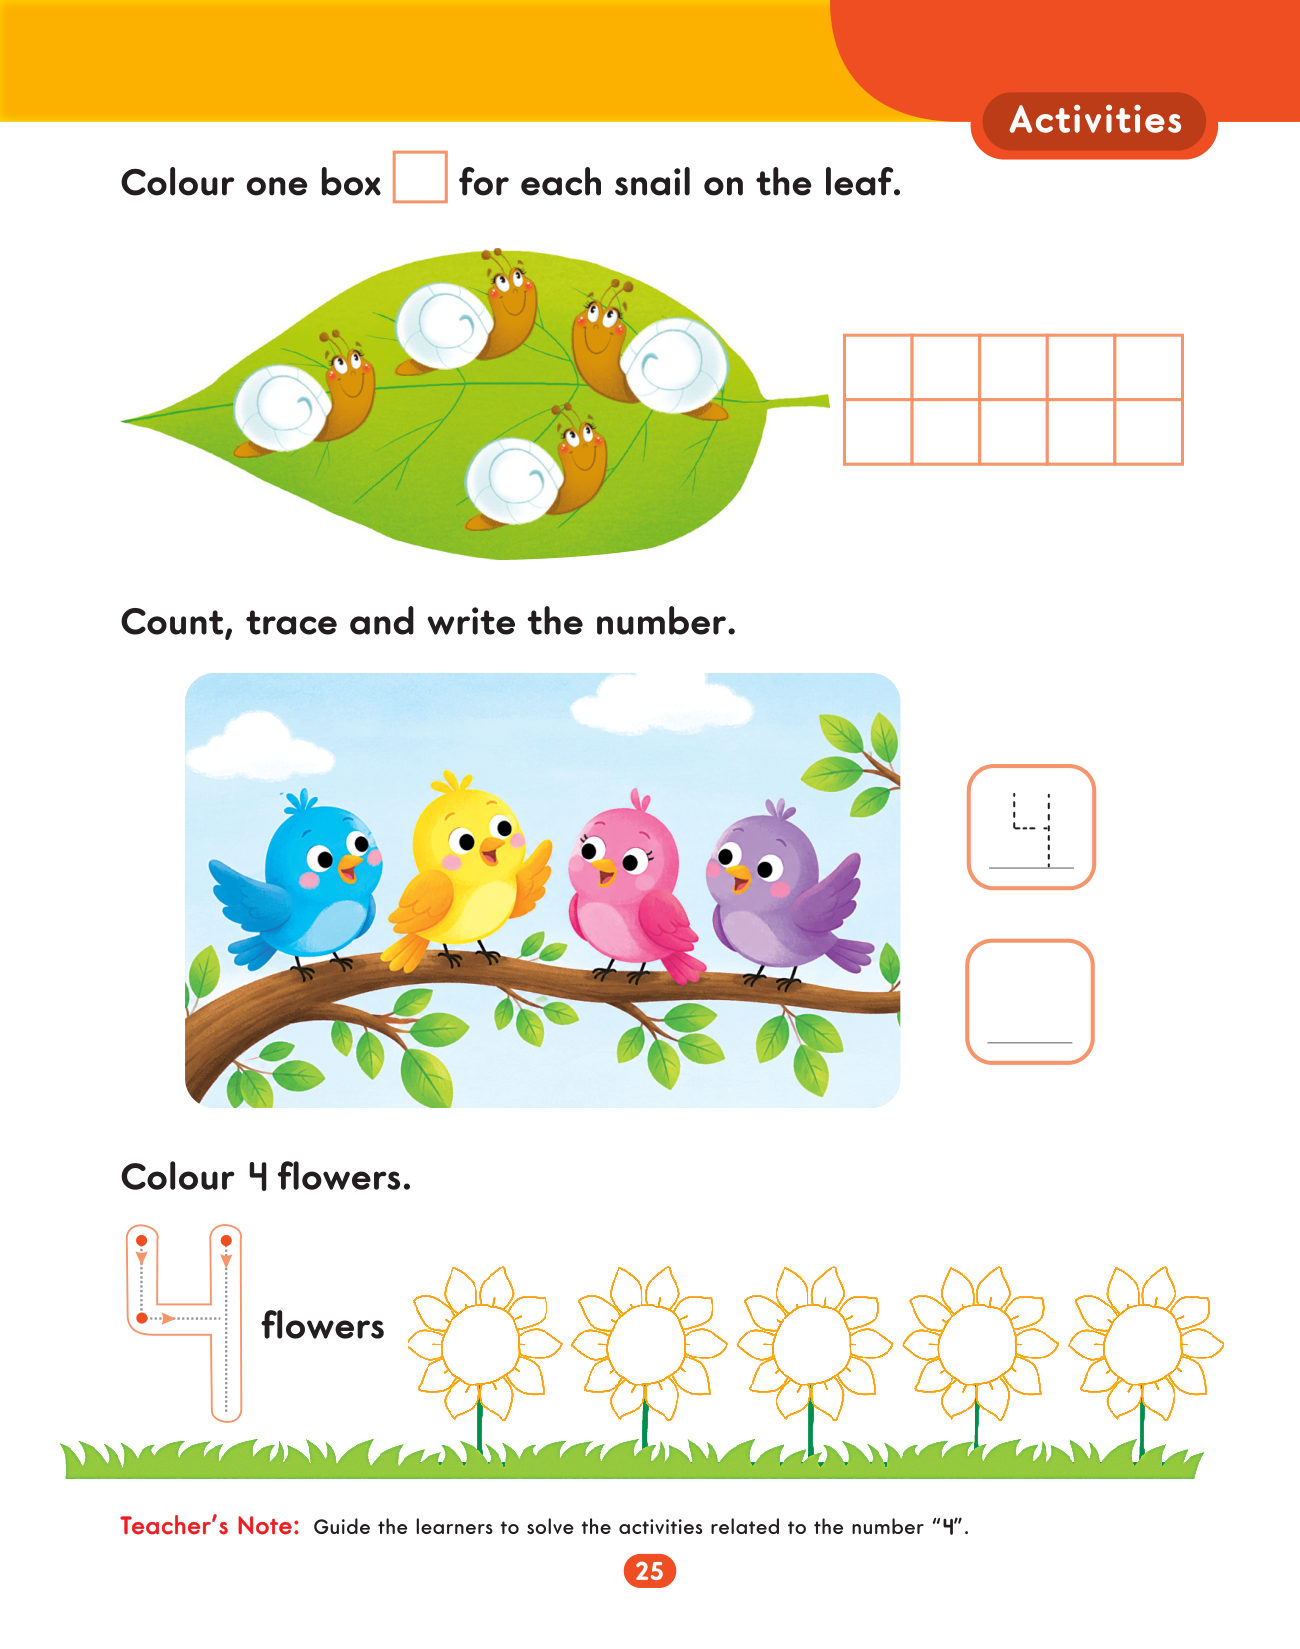 Activities
Colour one box for each snail on the leaf.
Count, trace and write the number.
4
Colour 4 flowers.
4 flowers
Teacher's Note: Guide the learners to solve the activities related to the number "4".
25